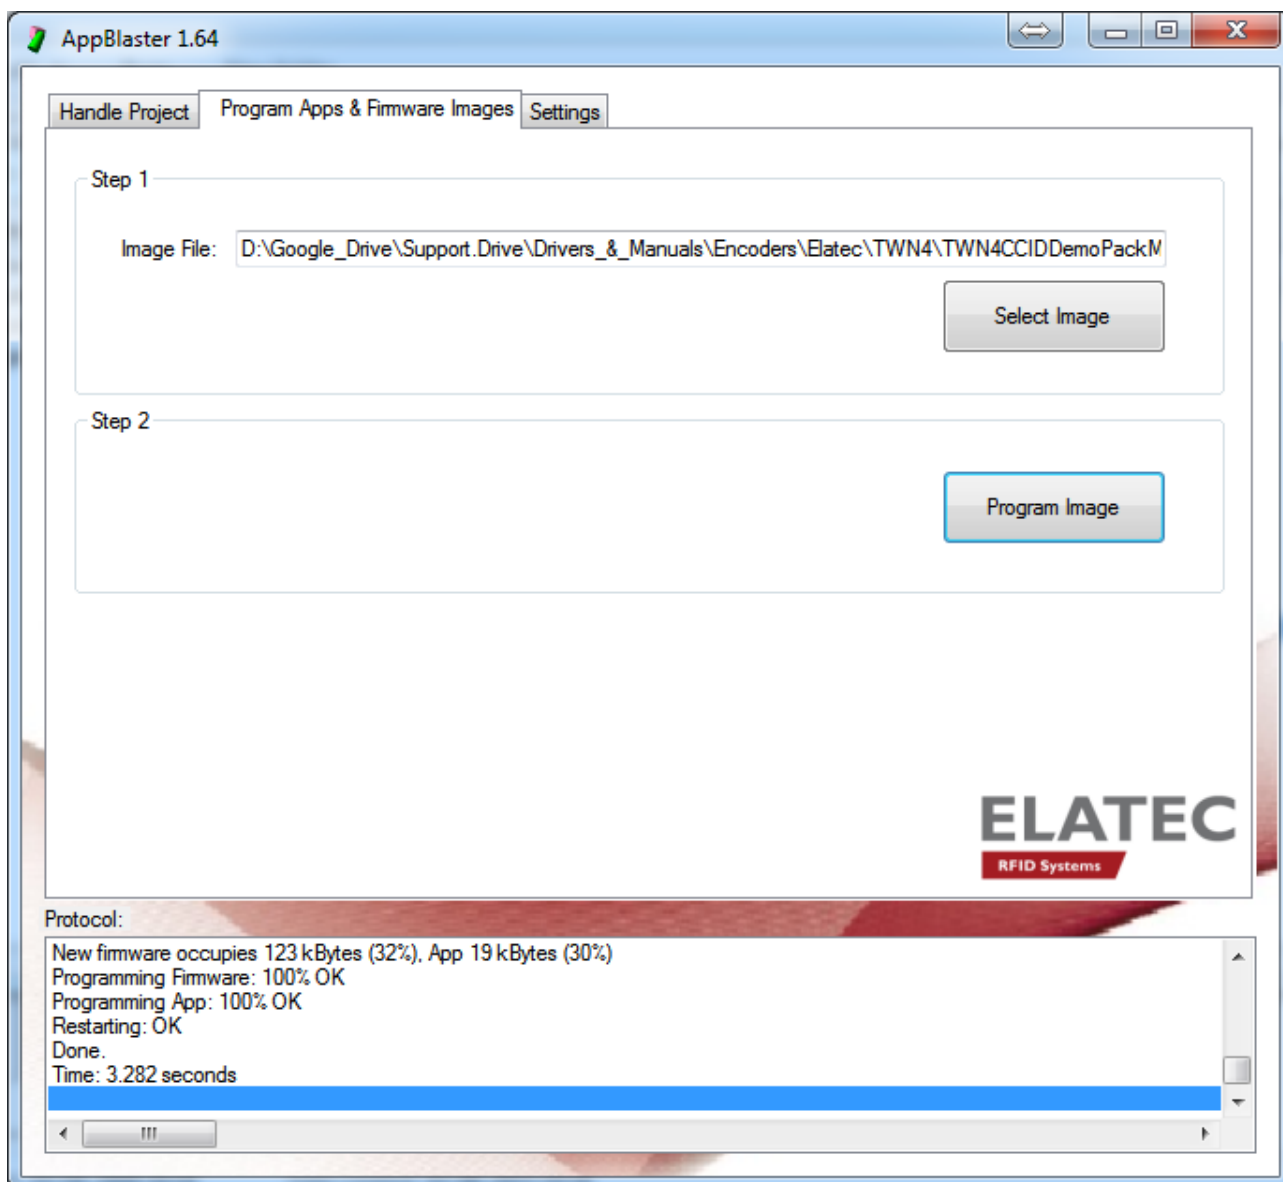 AppBlaster 1.64
Handle Project Program Apps & Firmware Images Settings
Step 1
Image File: D:\Google_Drive\Support.Drive\Drivers_&_Manuals\Encoders\Elatec\TWN4\TWN4CCIDDemoPackM
Select Image
Step 2
Program Image
ELATEC
RFID Systems
Protocol:
New firmware occupies 123 kBytes (32%), App 19 kBytes (30%)
Programming Firmware: 100% OK
Programming App: 100% OK
Restarting: OK
Done.
Time: 3.282 seconds